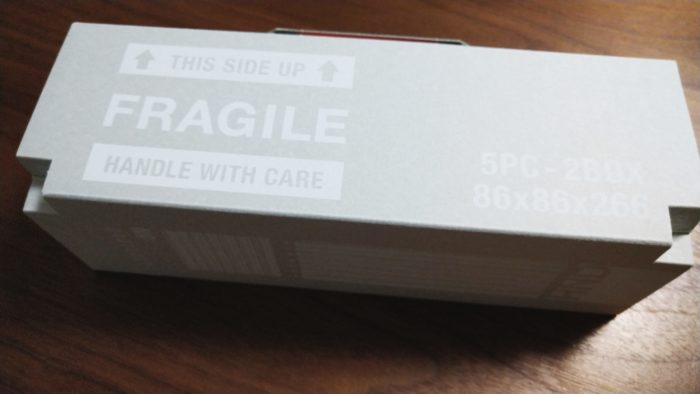 THIS SIDE UP
FRAGILE
HANDLE WITH CARE
5PC-2BOX
86x86x266